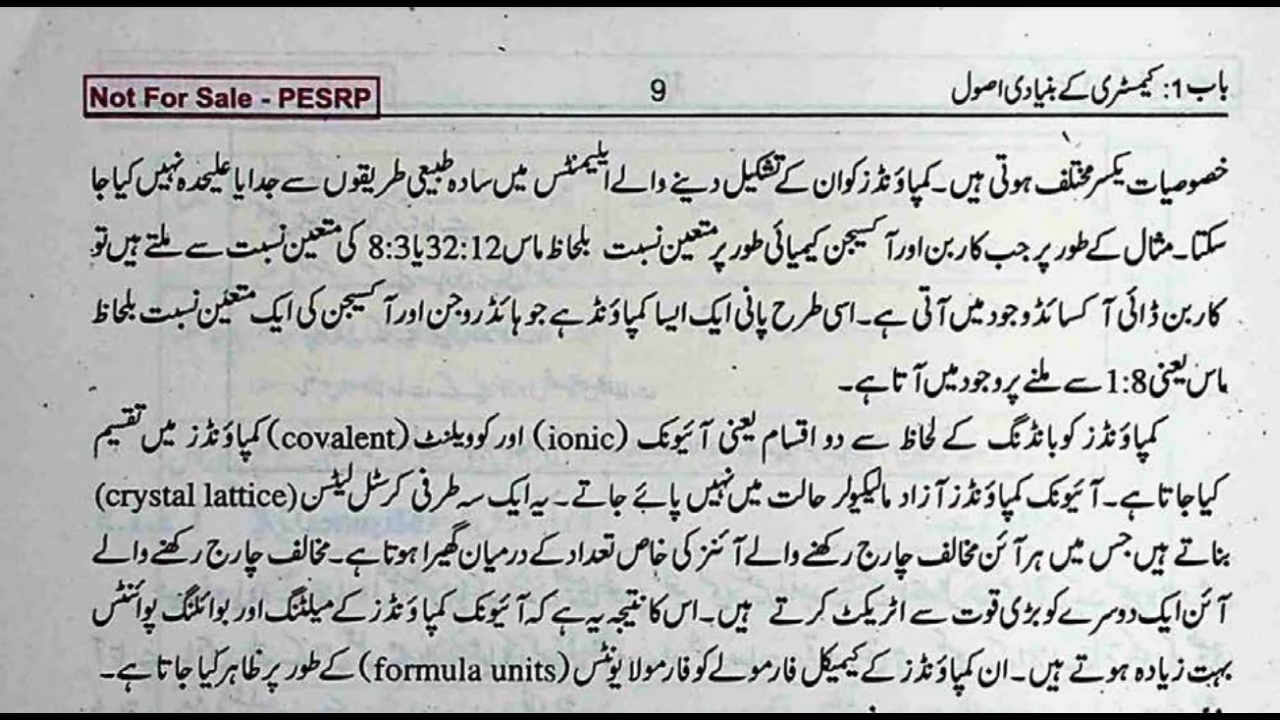 باب 1: کیمسٹری کے بنیادی اصول 9 Not For Sale - PESRP
خصوصیات یکسر مختلف ہوتی ہیں۔ کمپاؤنڈز کو ان کے تشکیل دینے والے ایلیمنٹس میں سادہ طبیعی طریقوں سے جدا یا علیحدہ نہیں کیا جا
سکتا۔ مثال کے طور پر جب کاربن اور آکسیجن کیمیائی طور پر متعین نسبت بلحاظ ماس 32:12 یا 8:3 کی متعین نسبت سے ملتے ہیں تو
کاربن ڈائی آکسائڈ وجود میں آتی ہے۔ اسی طرح پانی ایک ایسا کمپاؤنڈ ہے جو ہائڈروجن اور آکسیجن کی ایک متعین نسبت بلحاظ
ماس یعنی 1:8 سے ملنے پر وجود میں آتا ہے۔
کمپاؤنڈز کو بانڈنگ کے لحاظ سے دو اقسام یعنی آئیونک (ionic) اور کوویلنٹ (covalent) کمپاؤنڈز میں تقسیم
کیا جاتا ہے۔ آئیونک کمپاؤنڈز آزاد مالیکیولر حالت میں نہیں پائے جاتے۔ یہ ایک سہ طرفی کرسٹل لیٹس (crystal lattice)
بناتے ہیں جس میں ہر آئن مخالف چارج رکھنے والے آئنز کی خاص تعداد کے درمیان گھیرا ہوتا ہے۔ مخالف چارج رکھنے والے
آئن ایک دوسرے کو بڑی قوت سے اٹریکٹ کرتے ہیں۔ اس کا نتیجہ یہ ہے کہ آئیونک کمپاؤنڈز کے میلٹنگ اور بوائلنگ پوائنٹس
بہت زیادہ ہوتے ہیں۔ ان کمپاؤنڈز کے کیمیکل فارمولے کو فارمولا یونٹس (formula units) کے طور پر ظاہر کیا جاتا ہے۔